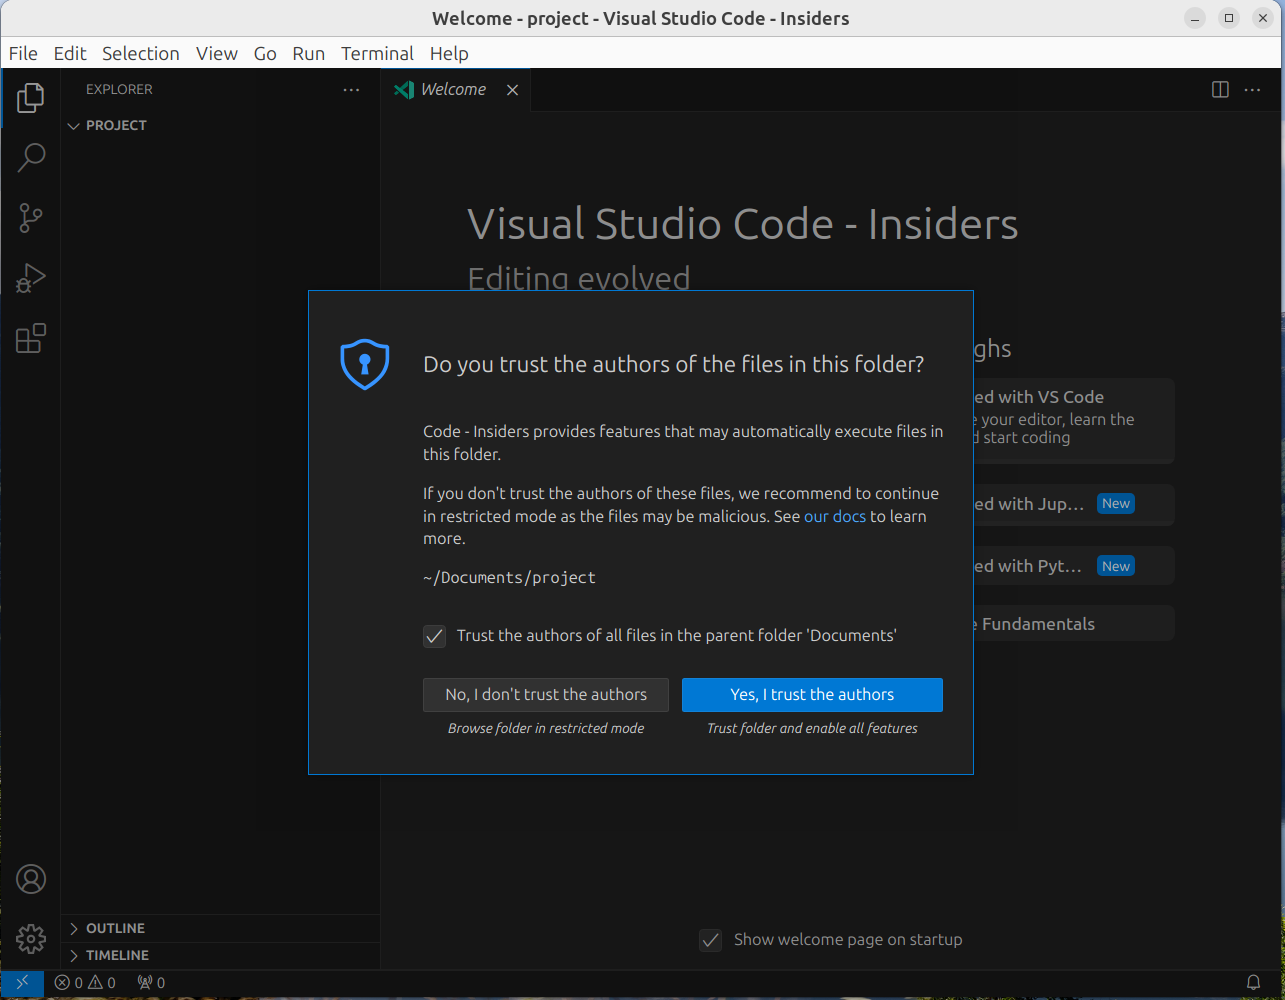 Welcome - project - Visual Studio Code - Insiders
File Edit Selection View Go Run Terminal Help
EXPLORER
Welcome
PROJECT
Visual Studio Code - Insiders
Editing evolved
ghs
ed with VS Code
your editor, learn the
start coding
ed with Jup... New
ed with Pyt... New
Fundamentals
Do you trust the authors of the files in this folder?
Code - Insiders provides features that may automatically execute files in
this folder.
If you don't trust the authors of these files, we recommend to continue
in restricted mode as the files may be malicious. See our docs to learn
more.
~/Documents/project
Trust the authors of all files in the parent folder 'Documents'
No, I don't trust the authors
Yes, I trust the authors
Browse folder in restricted mode
Trust folder and enable all features
OUTLINE
TIMELINE
Show welcome page on startup
0 0 0